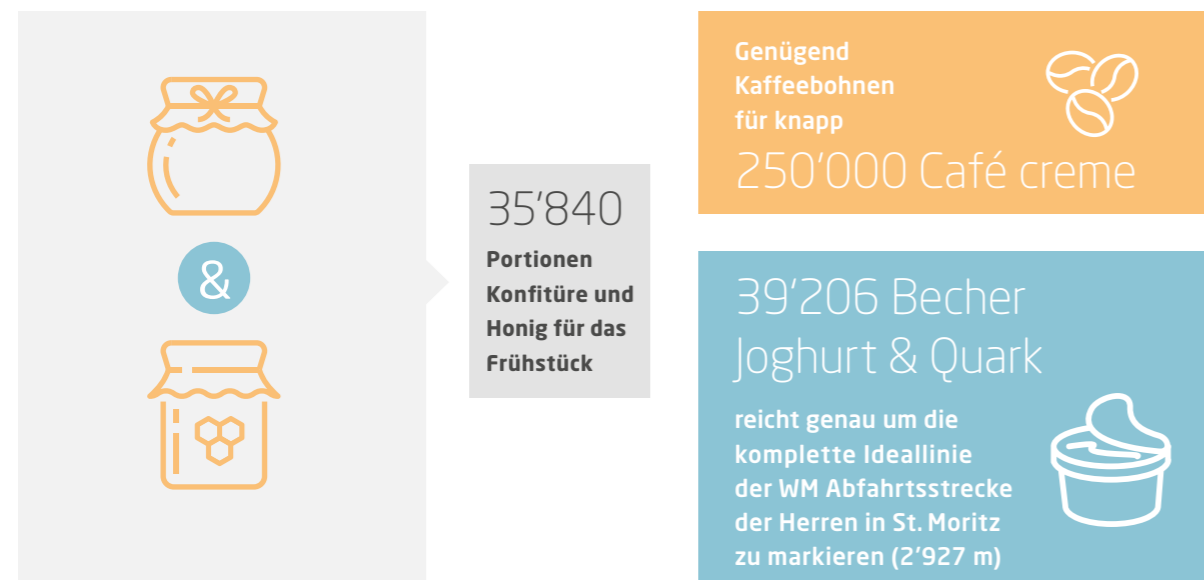 &
35’840
Portionen
Konfitüre und
Honig für das
Frühstück
Genügend
Kaffeebohnen
für knapp
250’000 Café creme
39’206 Becher
Joghurt & Quark
reicht genau um die
komplette Ideallinie
der WM Abfahrtsstrecke
der Herren in St. Moritz
zu markieren (2’927 m)